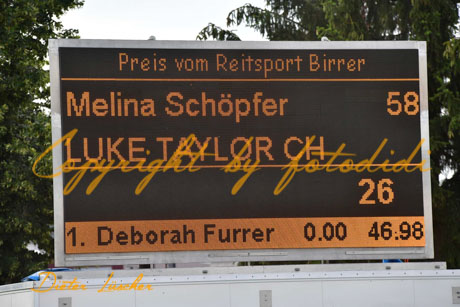 Preis vom Reitsport Birrer
Melina Schöpfer 58
LUKE TAYLOR CH
Copyright by fotodidi
26
1. Deborah Furrer 0.00 46.98
Dieter Lüscher